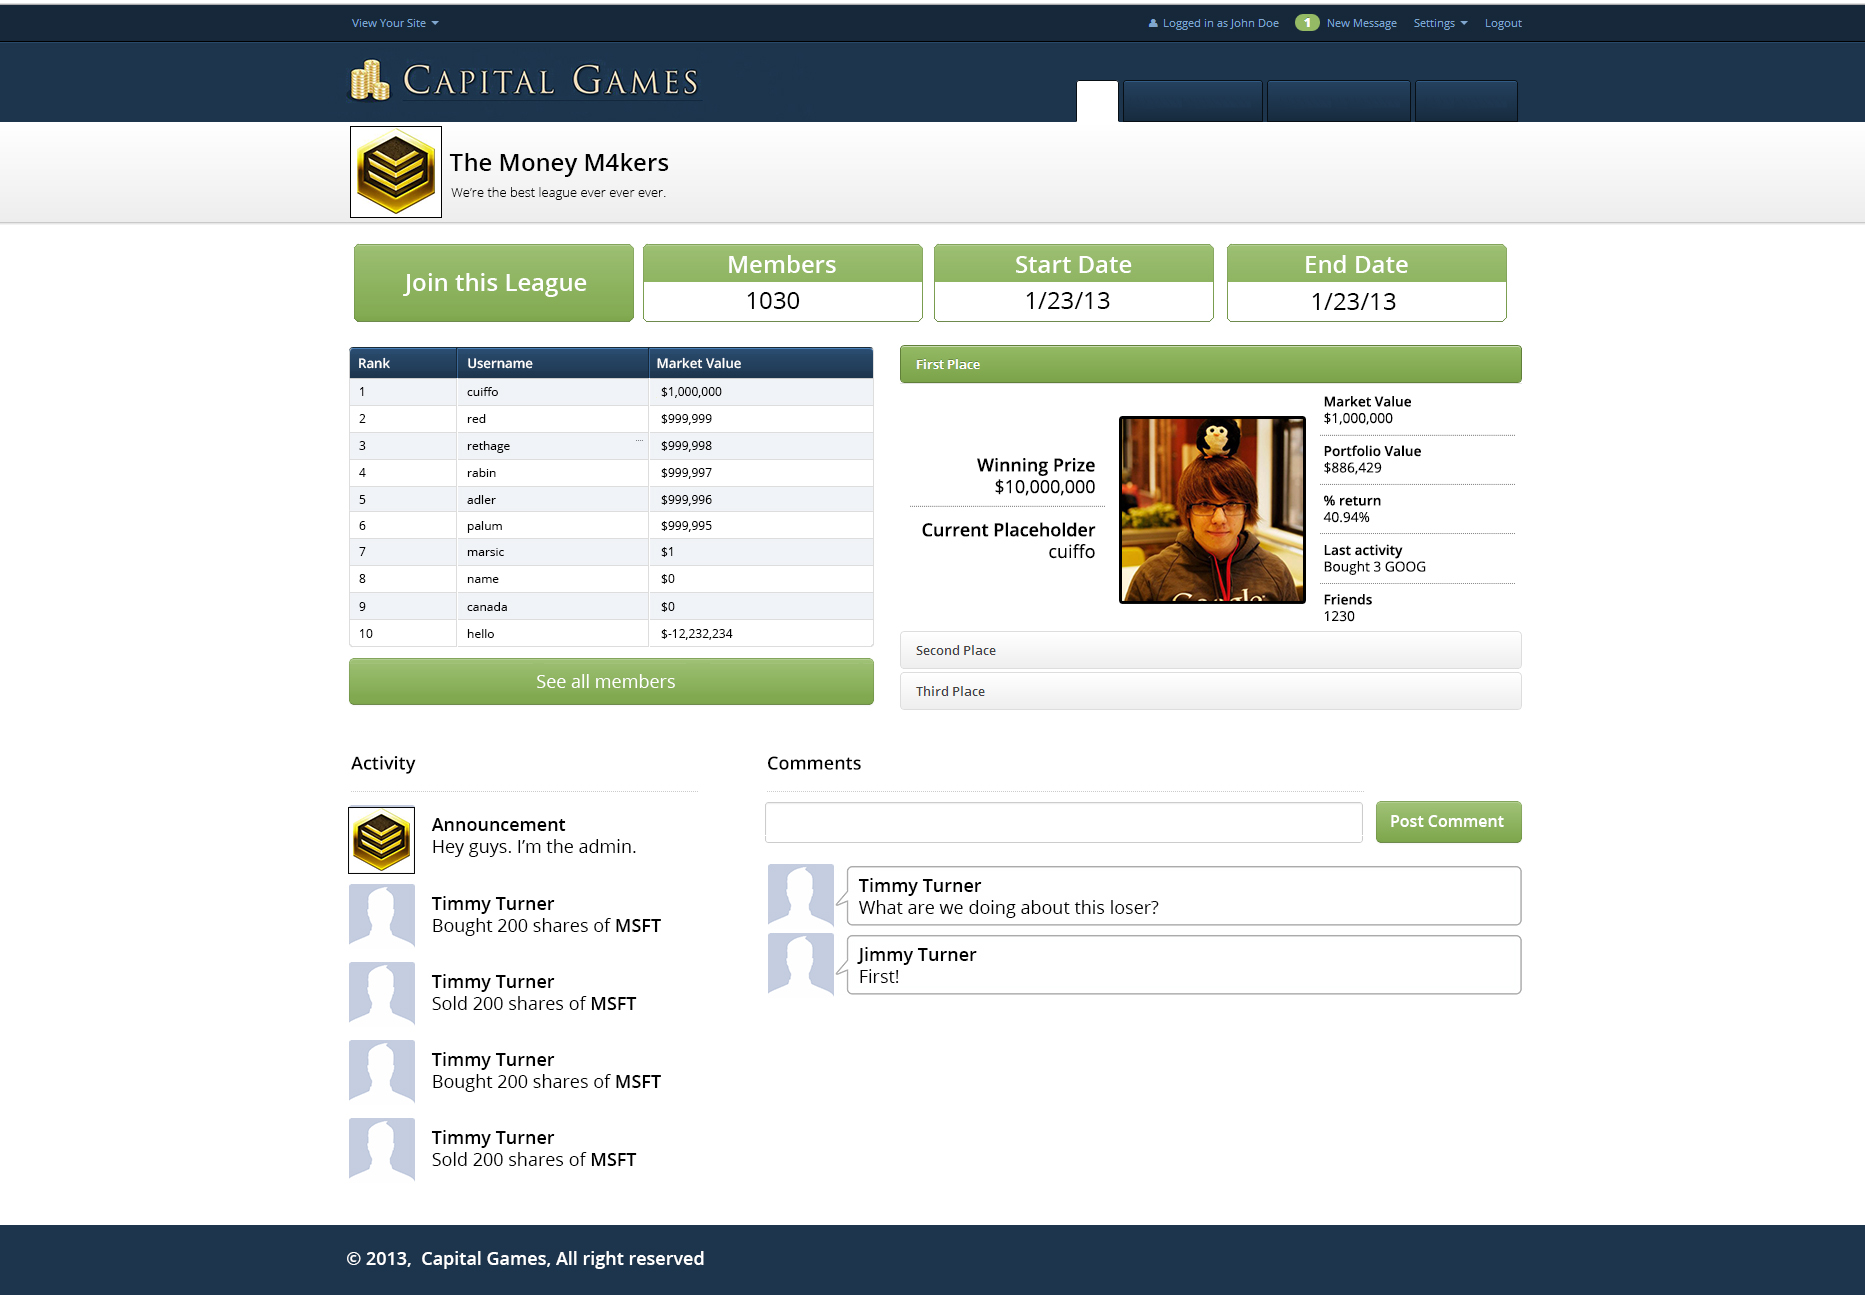 View Your Site
Logged in as John Doe 1 New Message Settings Logout
CAPITAL GAMES
The Money M4kers
We're the best league ever ever ever.
Join this League
Members
1030
Start Date
1/23/13
End Date
1/23/13
Rank Username Market Value
1 cuiffo $1,000,000
2 red $999,999
3 rethage $999,998
4 rabin $999,997
5 adler $999,996
6 palum $999,995
7 marsic $1
8 name $0
9 canada $0
10 hello $-12,232,234
See all members
First Place
Winning Prize
$10,000,000
Current Placeholder
cuiffo
Google
Market Value
$1,000,000
Portfolio Value
$886,429
% return
40.94%
Last activity
Bought 3 GOOG
Friends
1230
Second Place
Third Place
Activity
Announcement
Hey guys. I'm the admin.
Timmy Turner
Bought 200 shares of MSFT
Timmy Turner
Sold 200 shares of MSFT
Timmy Turner
Bought 200 shares of MSFT
Timmy Turner
Sold 200 shares of MSFT
Comments
Post Comment
Timmy Turner
What are we doing about this loser?
Jimmy Turner
First!
© 2013, Capital Games, All right reserved